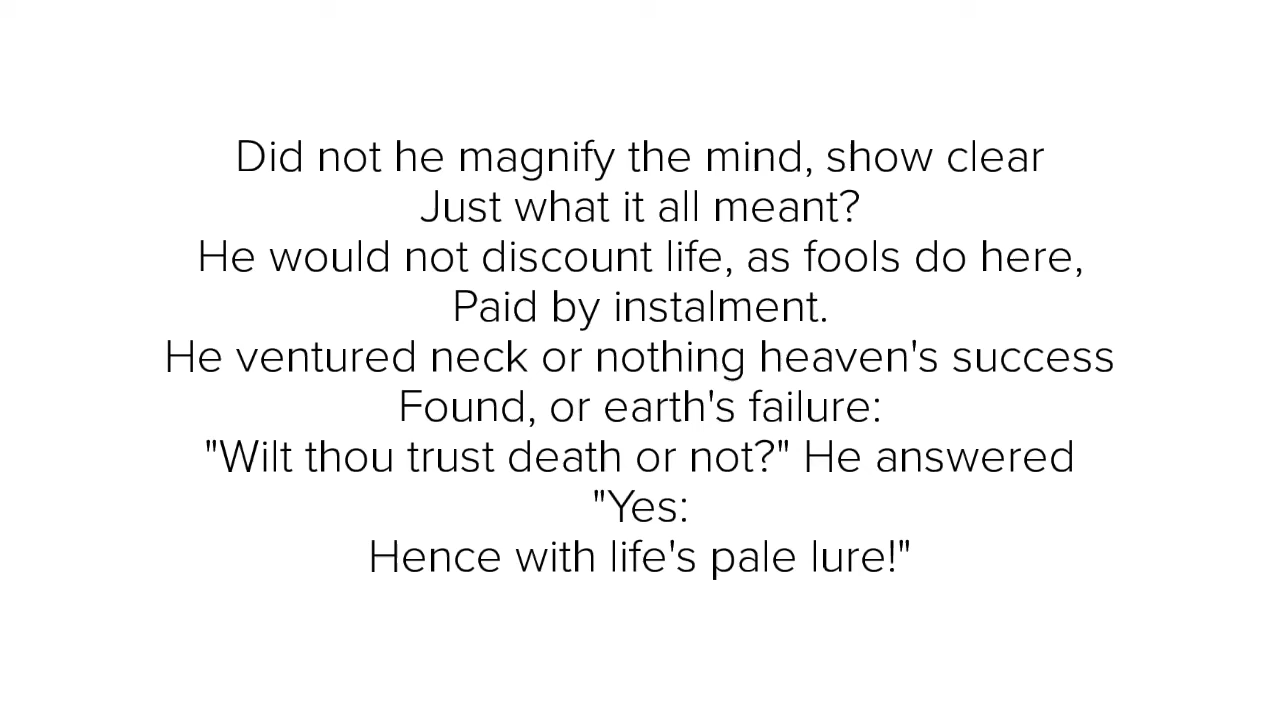 Did not he magnify the mind, show clear
Just what it all meant?
He would not discount life, as fools do here,
Paid by instalment.
He ventured neck or nothing heaven's success
Found, or earth's failure:
"Wilt thou trust death or not?" He answered
"Yes:
Hence with life's pale lure!"